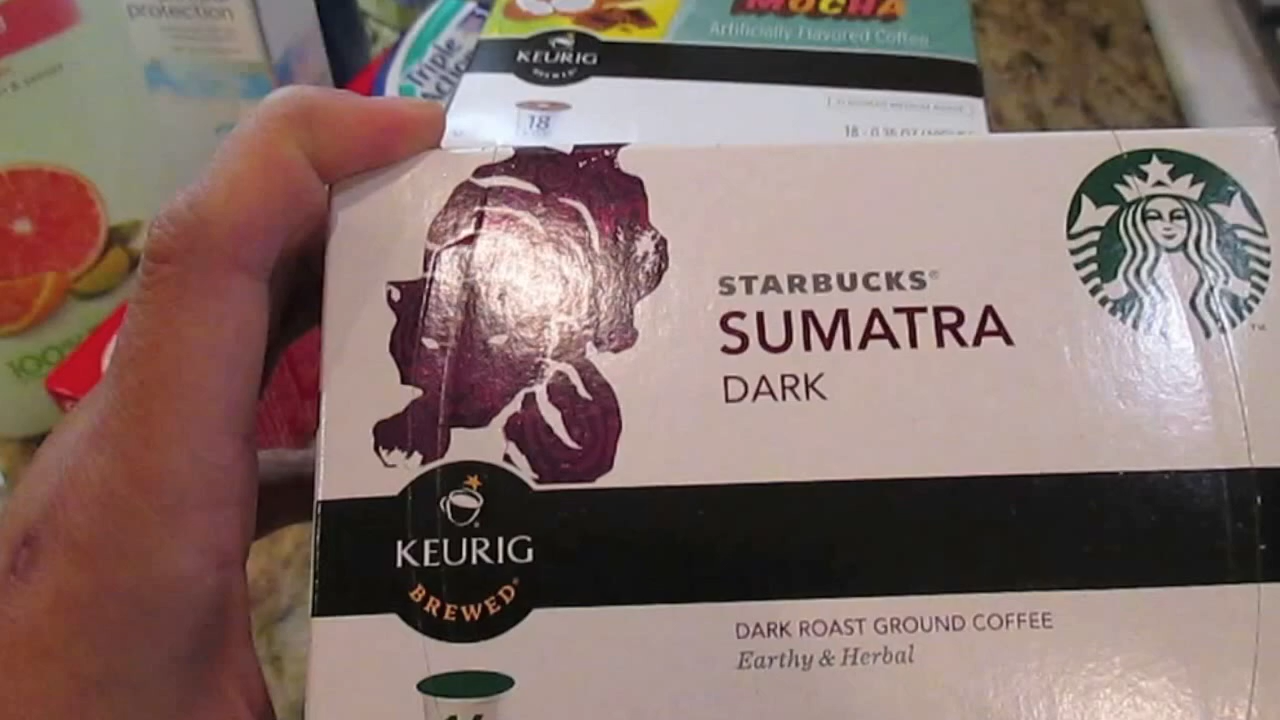 protection
Triple
MOCHA
Artificially Flavored Coffee
KEURIG
18
STARBUCKS®
SUMATRA
DARK
™
KEURIG
BREWED®
DARK ROAST GROUND COFFEE
Earthy & Herbal
100%